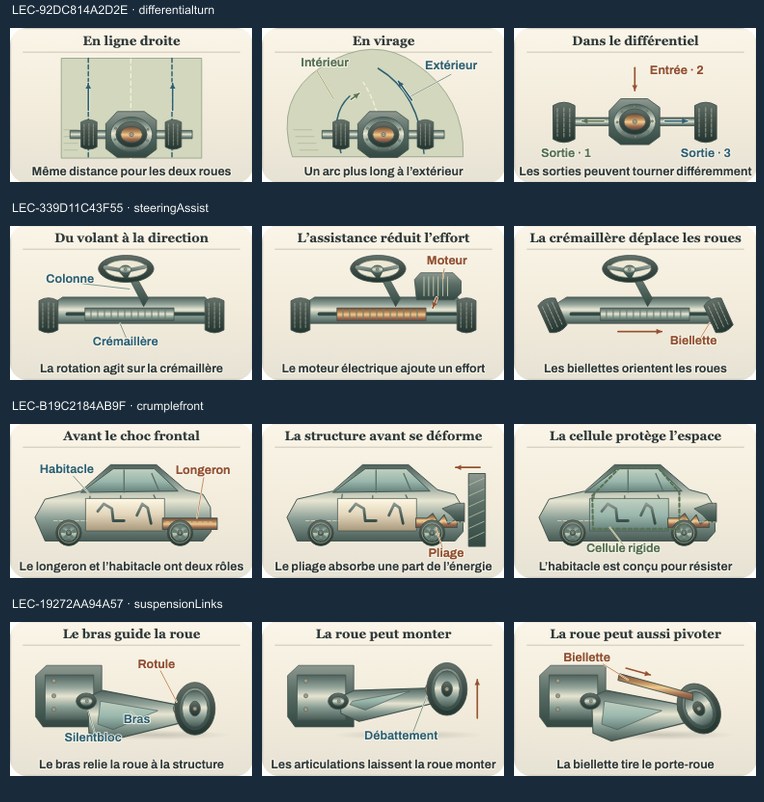 LEC-92DC814A2D2E · differentialturn
En ligne droite
Même distance pour les deux roues
En virage
Intérieur
Extérieur
Un arc plus long à l'extérieur
Dans le différentiel
Entrée · 2
Sortie · 1
Sortie · 3
Les sorties peuvent tourner différemment
LEC-339D11C43F55 · steeringAssist
Du volant à la direction
Colonne
Crémaillère
La rotation agit sur la crémaillère
L'assistance réduit l'effort
Moteur
Le moteur électrique ajoute un effort
La crémaillère déplace les roues
Biellette
Les biellettes orientent les roues
LEC-B19C2184AB9F · crumplefront
Avant le choc frontal
Habitacle
Longeron
Le longeron et l'habitacle ont deux rôles
La structure avant se déforme
Pliage
Le pliage absorbe une part de l'énergie
La cellule protège l'espace
Cellule rigide
L'habitacle est conçu pour résister
LEC-19272AA94A57 · suspensionLinks
Le bras guide la roue
Rotule
Bras
Silentbloc
Le bras relie la roue à la structure
La roue peut monter
Débattement
Les articulations laissent la roue monter
La roue peut aussi pivoter
Biellette
La biellette tire le porte-roue